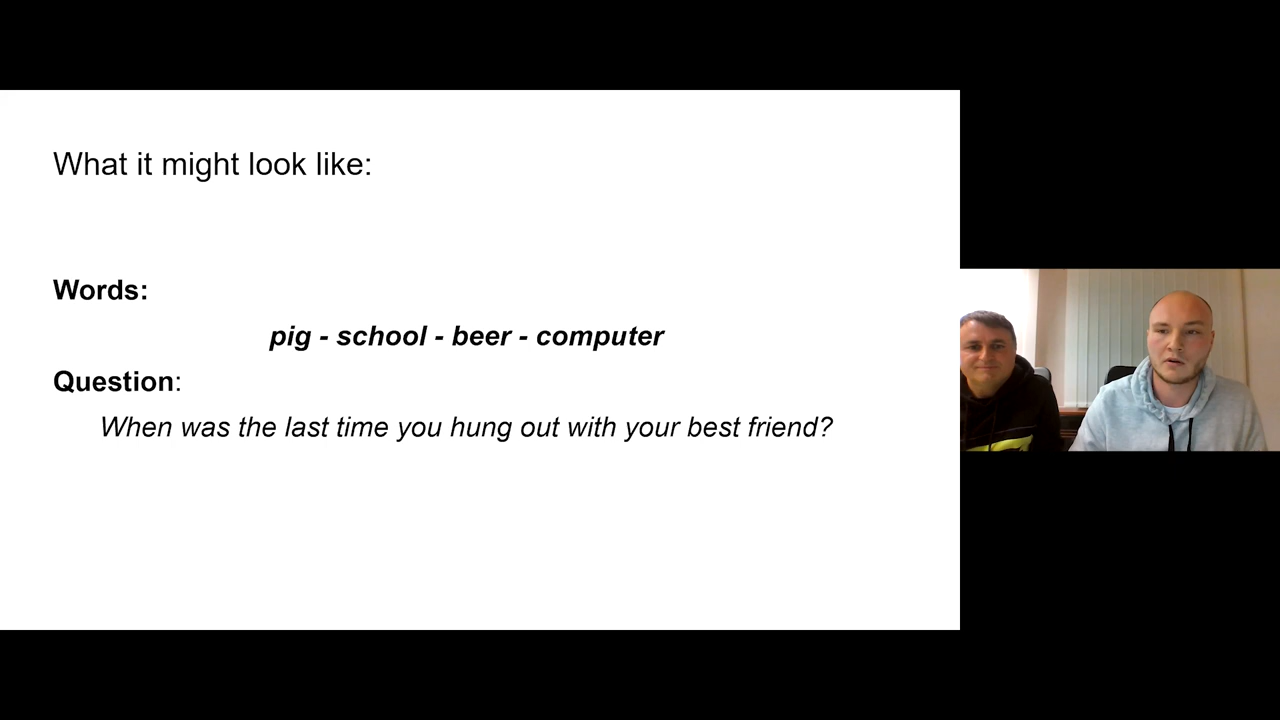 What it might look like:
Words:
pig - school - beer - computer
Question:
When was the last time you hung out with your best friend?